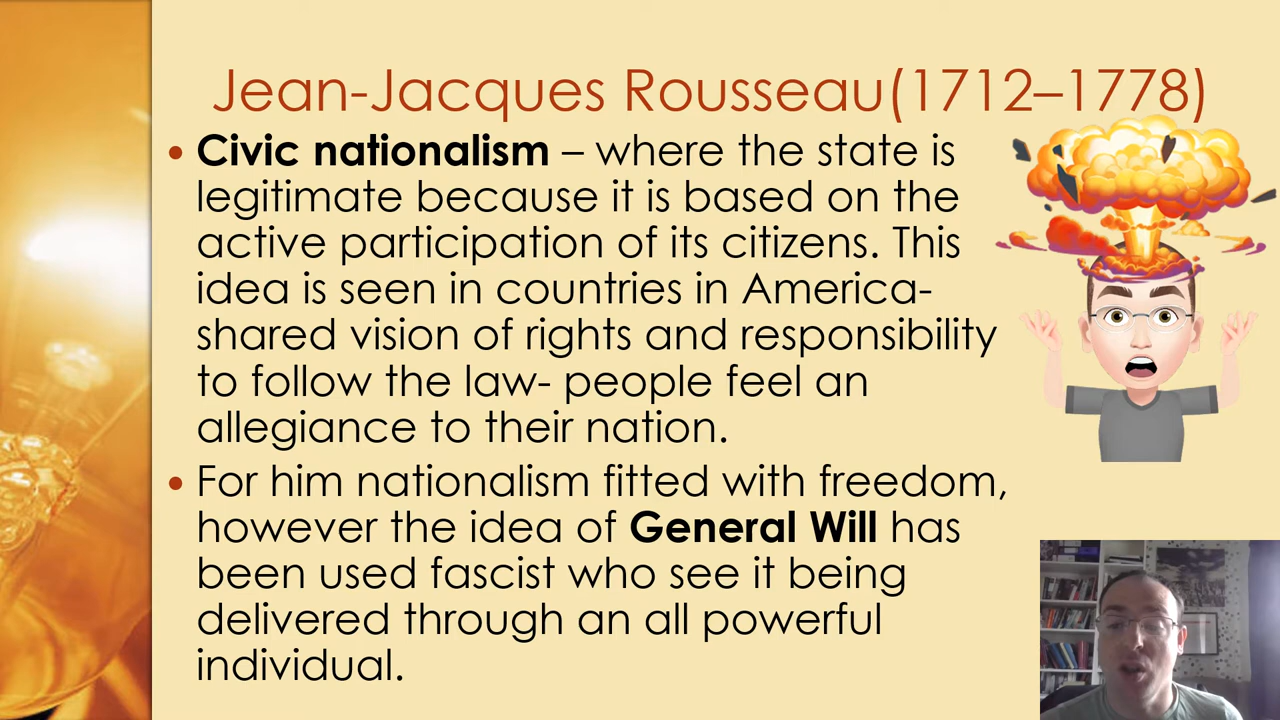 Jean-Jacques Rousseau(1712–1778)
• Civic nationalism – where the state is
legitimate because it is based on the
active participation of its citizens. This
idea is seen in countries in America-
shared vision of rights and responsibility
to follow the law- people feel an
allegiance to their nation.
• For him nationalism fitted with freedom,
however the idea of General Will has
been used fascist who see it being
delivered through an all powerful
individual.